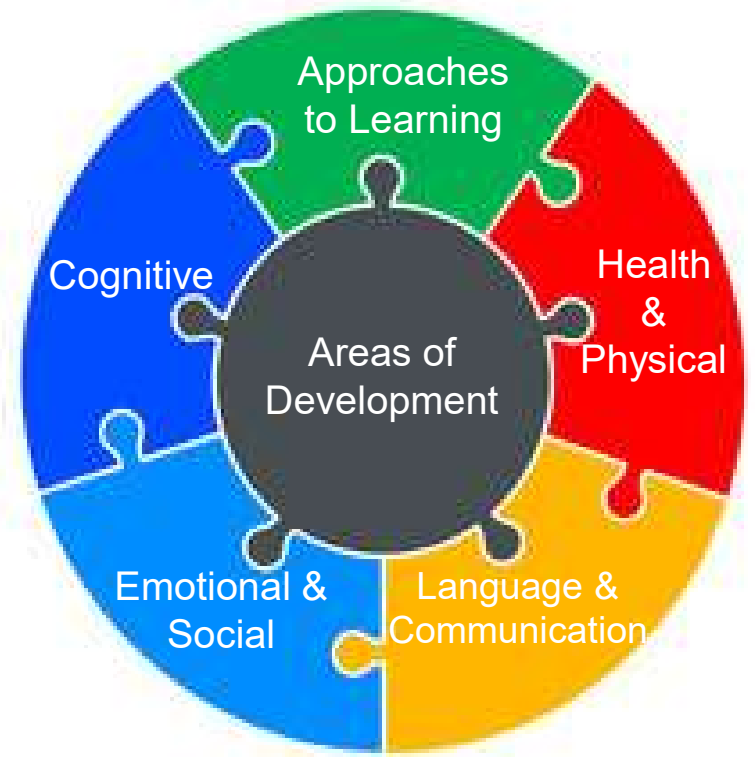 Approaches
to Learning
Health
&
Physical
Language &
Communication
Emotional &
Social
Cognitive
Areas of
Development